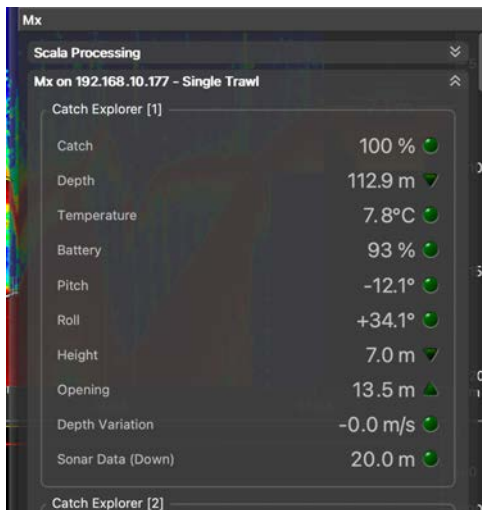 Mx
Scala Processing
Mx on 192.168.10.177 - Single Trawl
Catch Explorer [1]
Catch 100 %
Depth 112.9 m
Temperature 7.8°C
Battery 93 %
Pitch -12.1°
Roll +34.1°
Height 7.0 m
Opening 13.5 m
Depth Variation -0.0 m/s
Sonar Data (Down) 20.0 m
Catch Explorer [2]